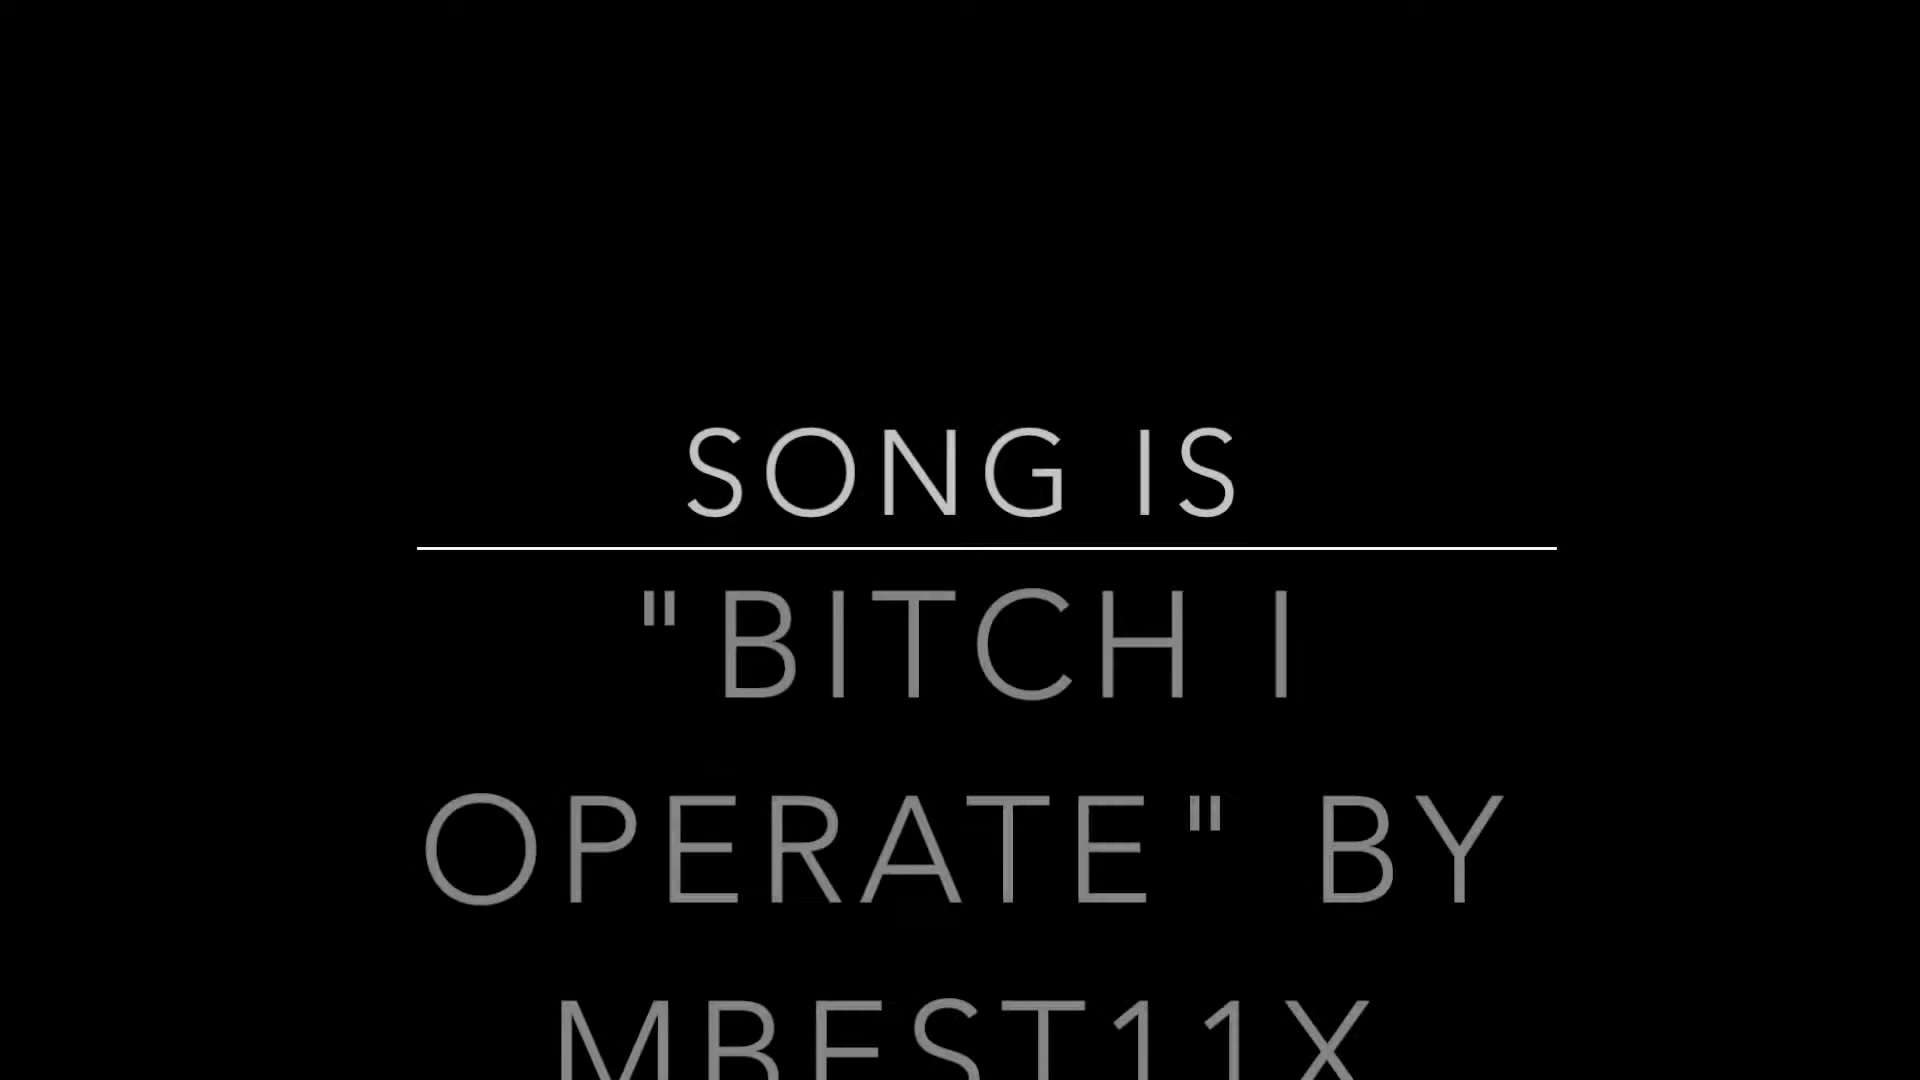 SONG IS
"BITCH I
OPERATE" BY
MBEST11X